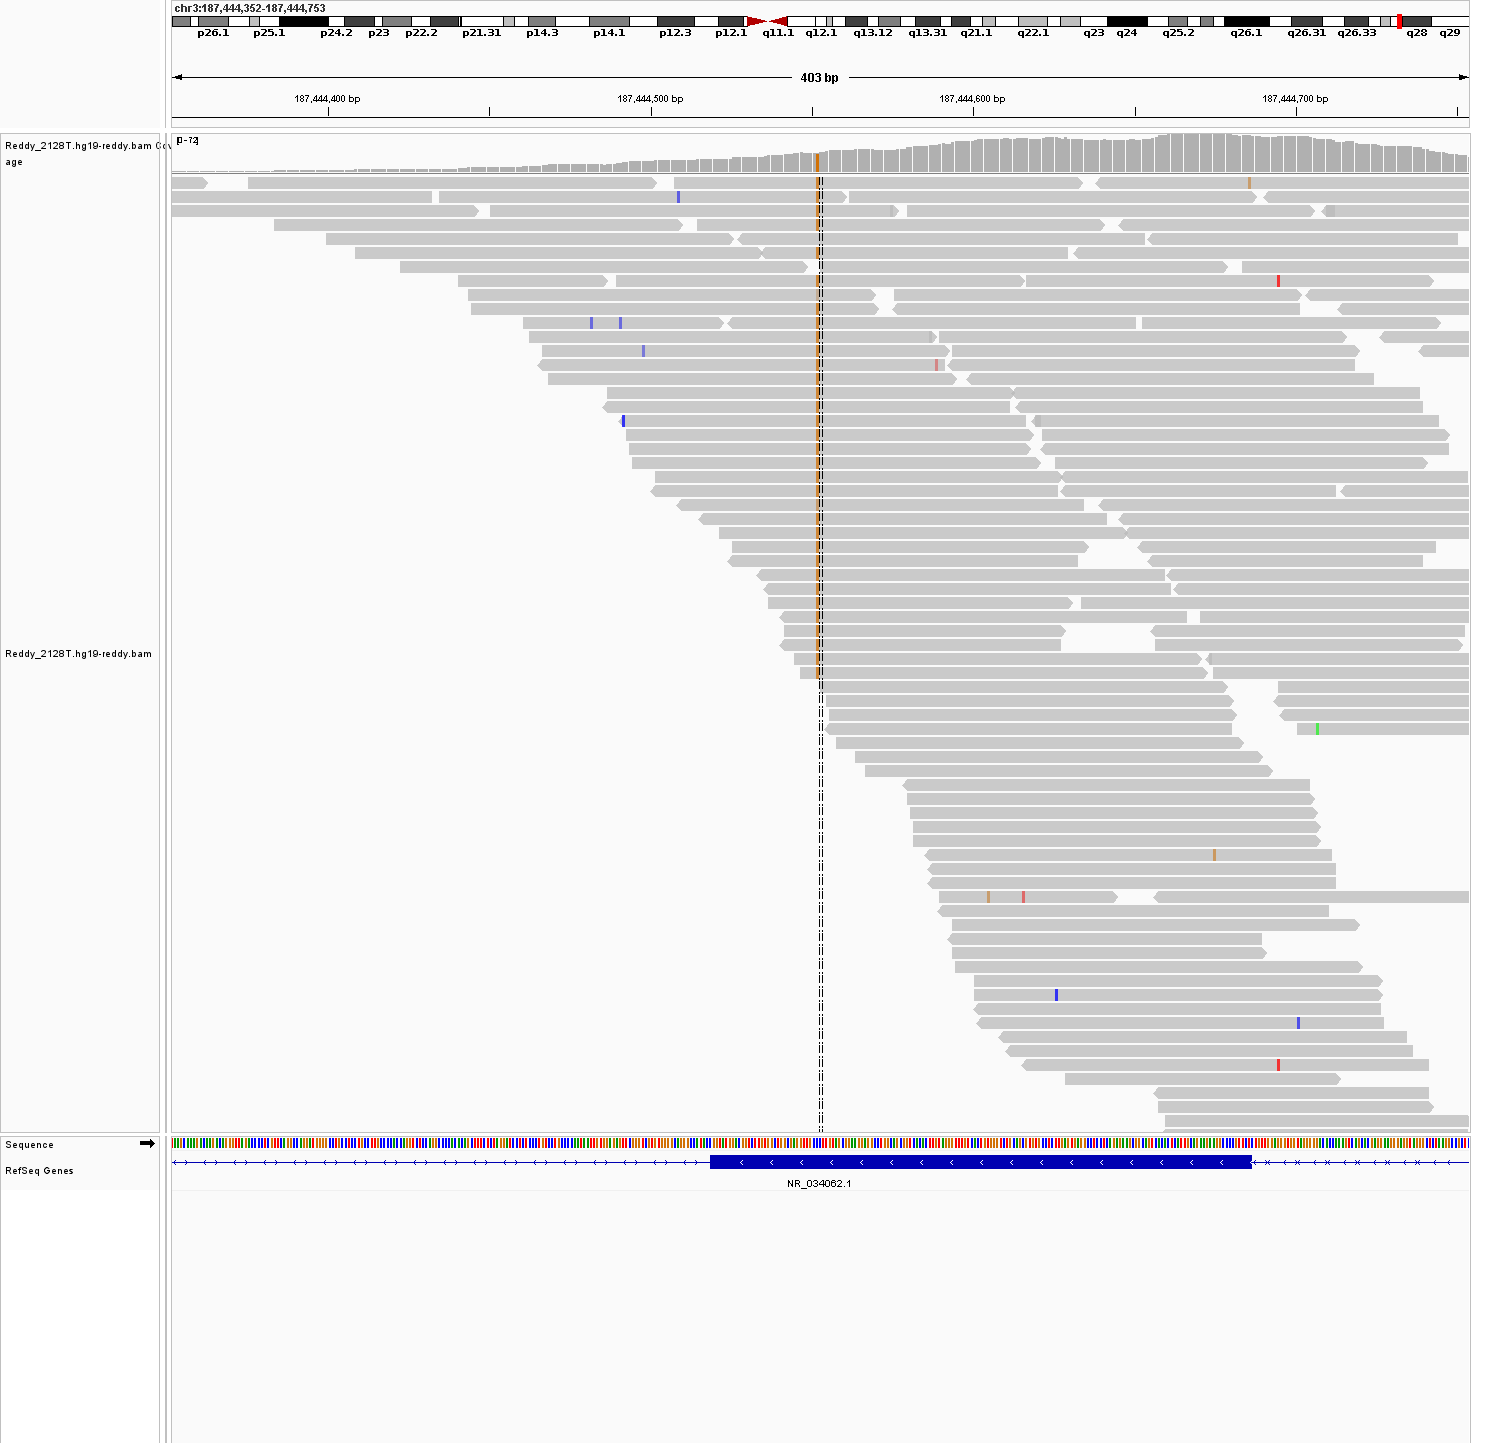 chr3:187,444,352-187,444,753
p26.1 p25.1 p24.2 p23 p22.2 p21.31 p14.3 p14.1 p12.3 p12.1 q11.1 q12.1 q13.12 q13.31 q21.1 q22.1 q23 q24 q25.2 q26.1 q26.31 q26.33 q28 q29
403 bp
187,444,400 bp 187,444,500 bp 187,444,600 bp 187,444,700 bp
[0-72]
Reddy_2128T.hg19-reddy.bam Cov
age
Reddy_2128T.hg19-reddy.bam
Sequence
RefSeq Genes
NR_034062.1